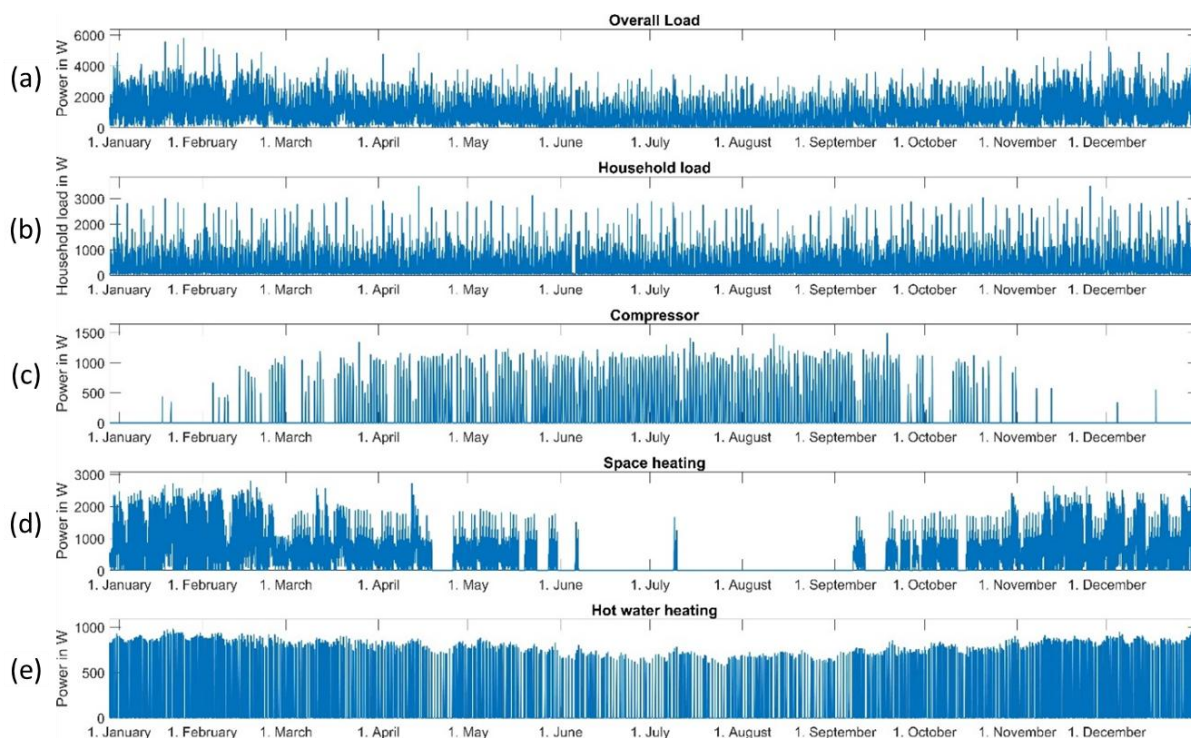 Overall Load
(a)
Power in W
6000
4000
2000
0
1. January 1. February 1. March 1. April 1. May 1. June 1. July 1. August 1. September 1. October 1. November 1. December
Household load
(b)
Household load in W
3000
2000
1000
0
1. January 1. February 1. March 1. April 1. May 1. June 1. July 1. August 1. September 1. October 1. November 1. December
Compressor
(c)
Power in W
1500
1000
500
0
1. January 1. February 1. March 1. April 1. May 1. June 1. July 1. August 1. September 1. October 1. November 1. December
Space heating
(d)
Power in W
3000
2000
1000
0
1. January 1. February 1. March 1. April 1. May 1. June 1. July 1. August 1. September 1. October 1. November 1. December
Hot water heating
(e)
Power in W
1000
500
0
1. January 1. February 1. March 1. April 1. May 1. June 1. July 1. August 1. September 1. October 1. November 1. December